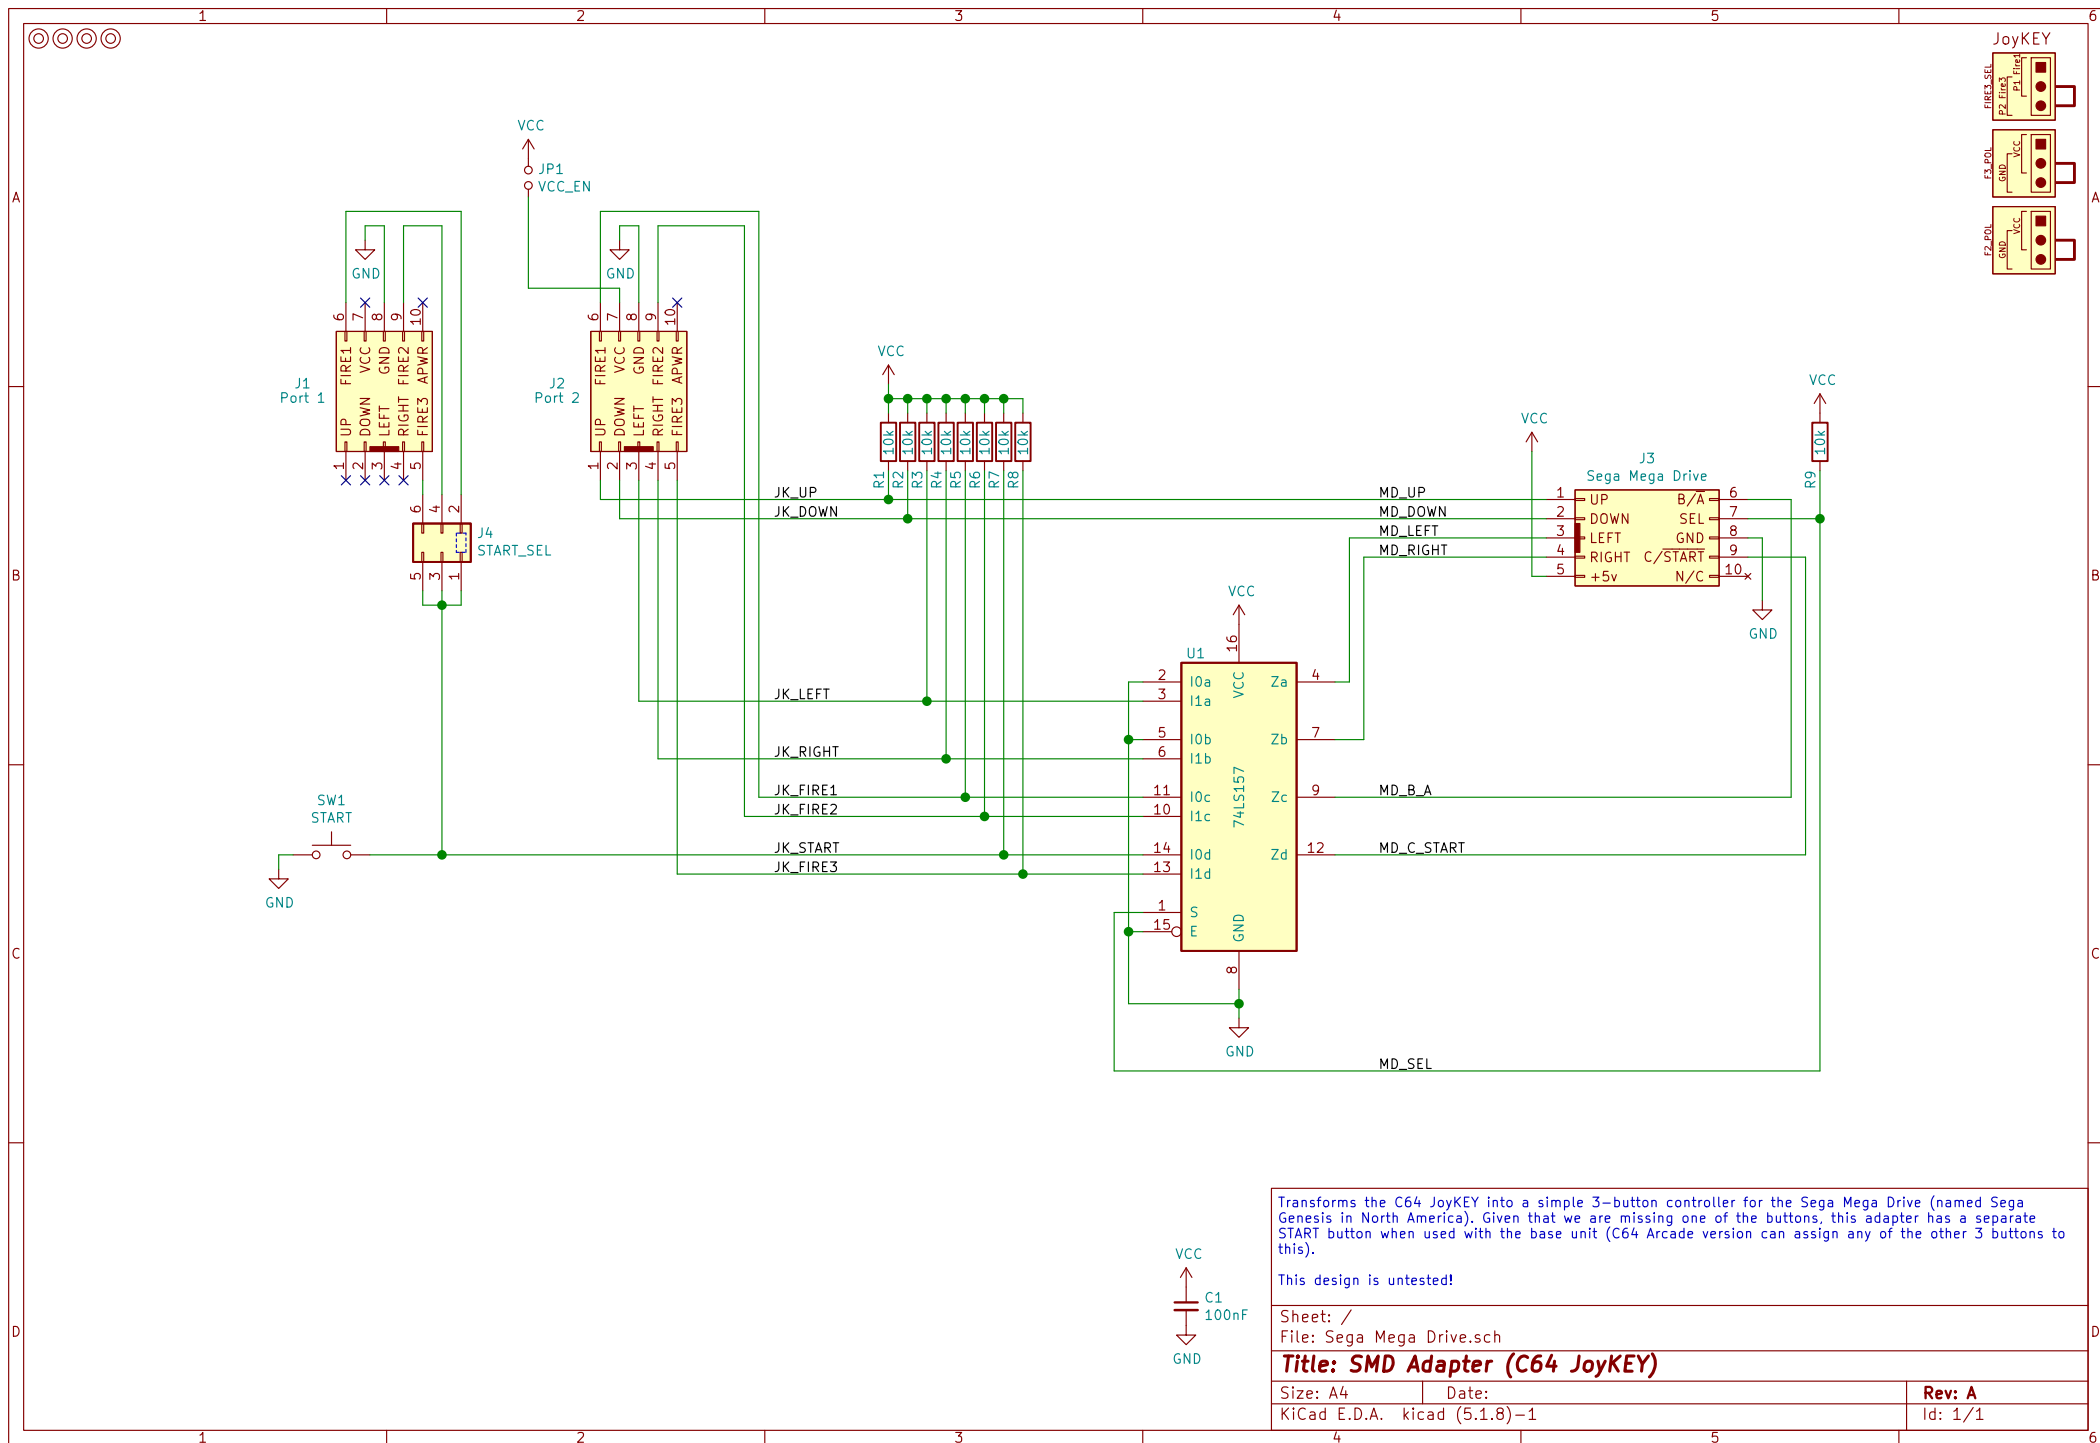 1 2 3 4 5 6
JoyKEY
FIRE3_SEL
P2 Fire3
P1 Fire1
F3_POL
GND
VCC
F2_POL
GND
VCC
A A
B B
C C
D D
VCC
JP1
VCC_EN
GND
6 7 8 9 10
FIRE1 VCC GND FIRE2 APWR
J1
Port 1
UP DOWN LEFT RIGHT FIRE3
1 2 3 4 5
GND
6 7 8 9 10
FIRE1 VCC GND FIRE2 APWR
J2
Port 2
UP DOWN LEFT RIGHT FIRE3
1 2 3 4 5
6 4 2
J4
START_SEL
5 3 1
VCC
10k 10k 10k 10k 10k 10k 10k 10k
R1 R2 R3 R4 R5 R6 R7 R8
JK_UP
JK_DOWN
JK_LEFT
JK_RIGHT
JK_FIRE1
JK_FIRE2
JK_START
JK_FIRE3
SW1
START
GND
MD_UP
MD_DOWN
MD_LEFT
MD_RIGHT
VCC
J3
Sega Mega Drive
1 UP B/A 6
2 DOWN SEL 7
3 LEFT GND 8
4 RIGHT C/START 9
5 +5v N/C 10
VCC
10k
R9
GND
VCC
16
U1
VCC
2 I0a Za 4
3 I1a
5 I0b Zb 7
6 I1b
74LS157
11 I0c Zc 9
10 I1c
14 I0d Zd 12
13 I1d
1 S
15 E
GND
8
GND
MD_B_A
MD_C_START
MD_SEL
VCC
C1
100nF
GND
Transforms the C64 JoyKEY into a simple 3-button controller for the Sega Mega Drive (named Sega
Genesis in North America). Given that we are missing one of the buttons, this adapter has a separate
START button when used with the base unit (C64 Arcade version can assign any of the other 3 buttons to
this).
This design is untested!
Sheet: /
File: Sega Mega Drive.sch
Title: SMD Adapter (C64 JoyKEY)
Size: A4 Date: Rev: A
KiCad E.D.A. kicad (5.1.8)-1 Id: 1/1
1 2 3 4 5 6